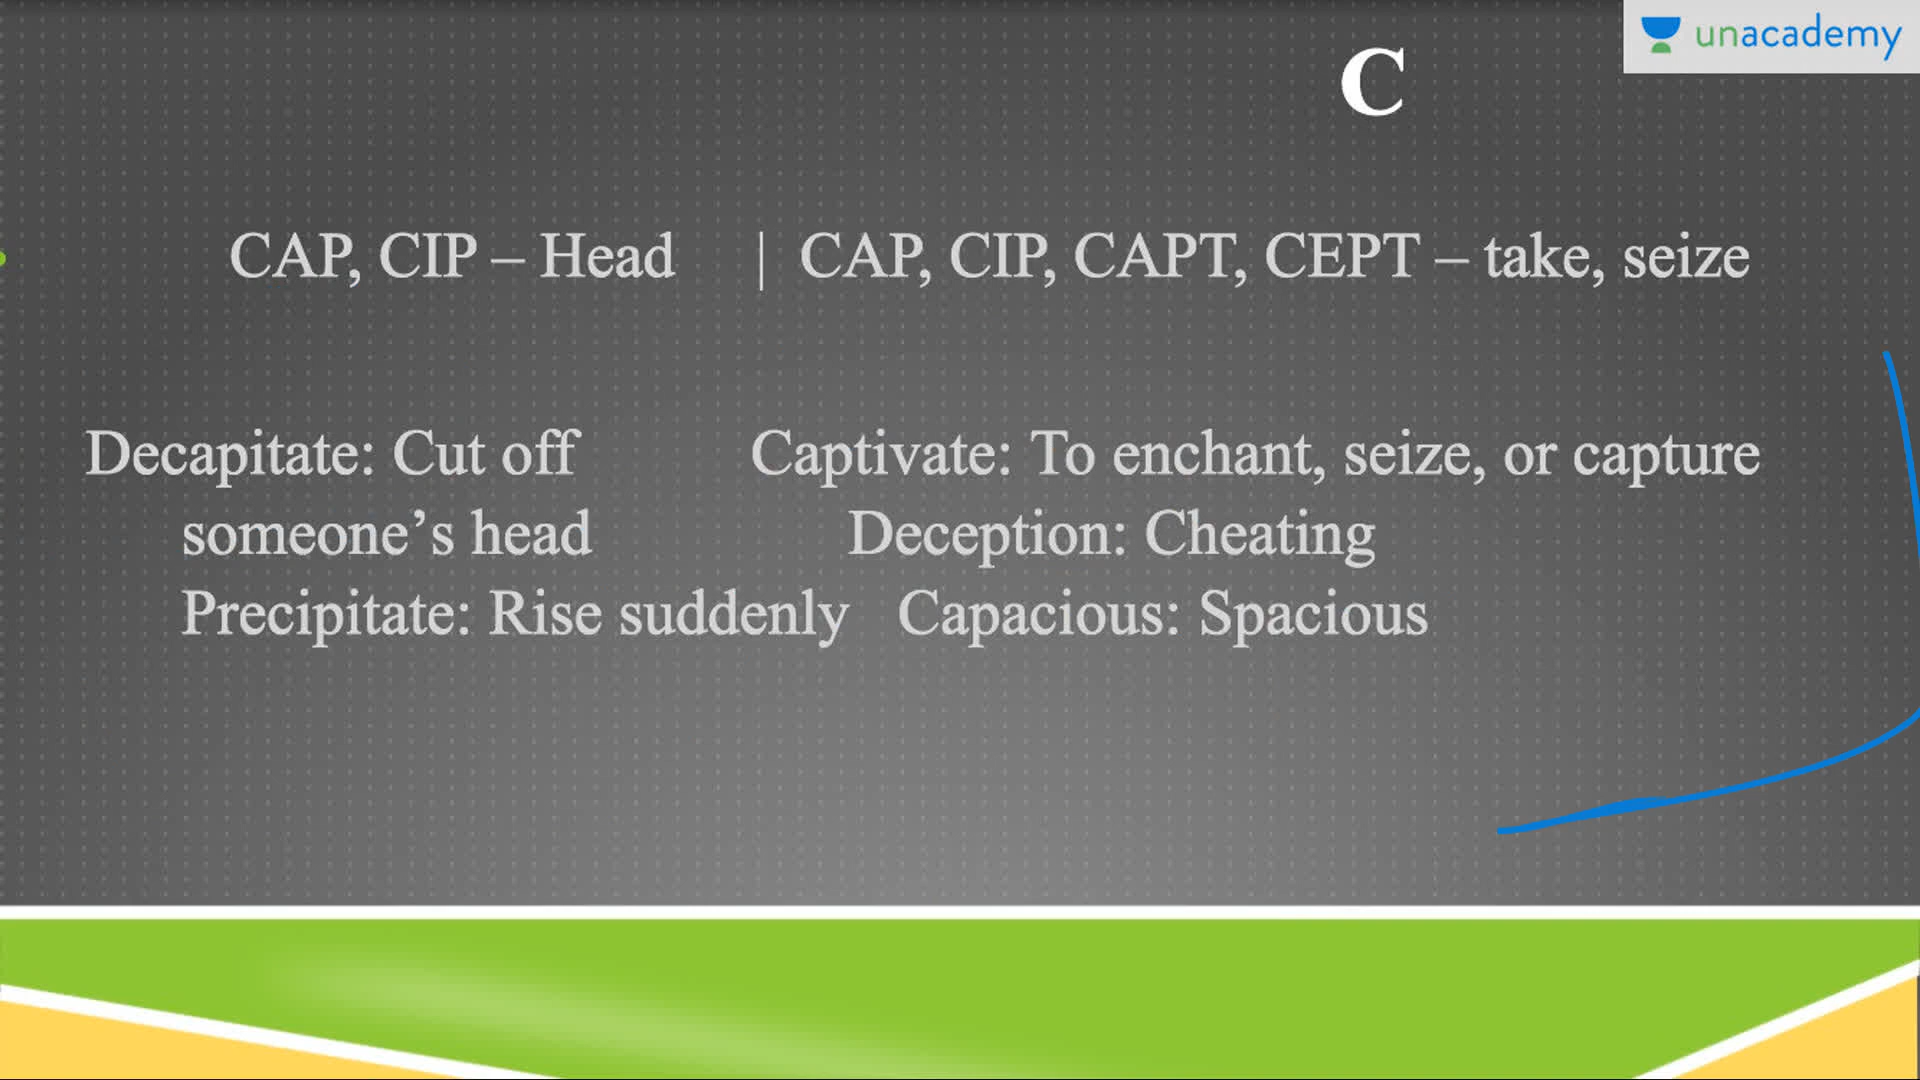 unacademy
C
CAP, CIP – Head | CAP, CIP, CAPT, CEPT – take, seize
Decapitate: Cut off Captivate: To enchant, seize, or capture
someone’s head Deception: Cheating
Precipitate: Rise suddenly Capacious: Spacious